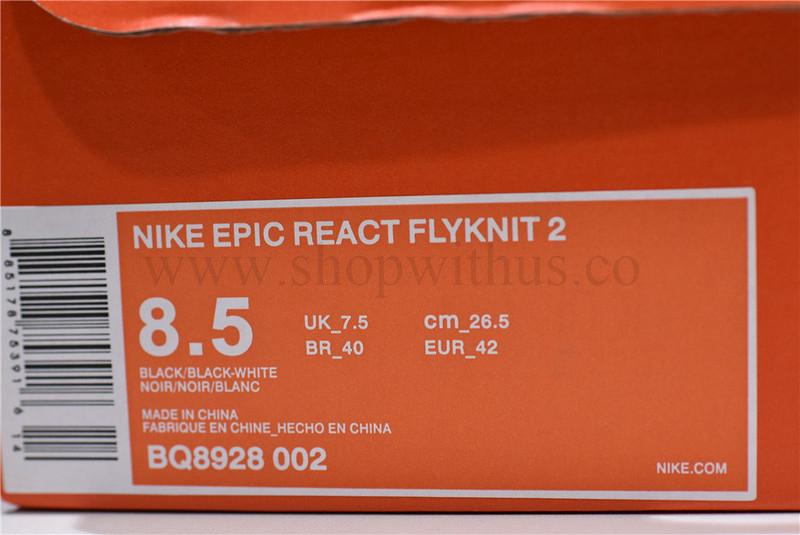 NIKE EPIC REACT FLYKNIT 2
www.shopwithus.co
8.5
UK_7.5 cm_26.5
BR_40 EUR_42
BLACK/BLACK-WHITE
NOIR/NOIR/BLANC
MADE IN CHINA
FABRIQUE EN CHINE_HECHO EN CHINA
BQ8928 002
NIKE.COM